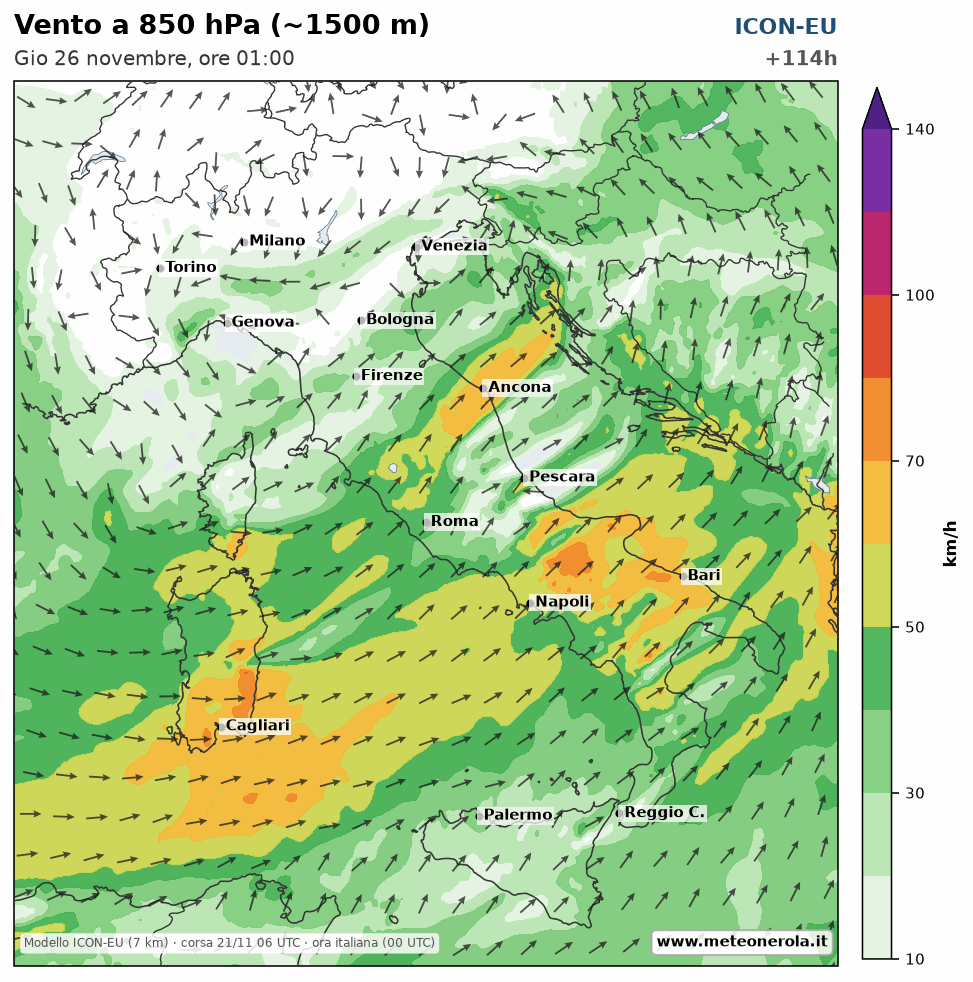 Vento a 850 hPa (~1500 m)
ICON-EU
Gio 26 novembre, ore 01:00
+114h
140
100
70
50
30
10
km/h
Milano
Venezia
Torino
Genova
Bologna
Firenze
Ancona
Pescara
Roma
Bari
Napoli
Cagliari
Palermo
Reggio C.
Modello ICON-EU (7 km) · corsa 21/11 06 UTC · ora italiana (00 UTC)
www.meteonerola.it